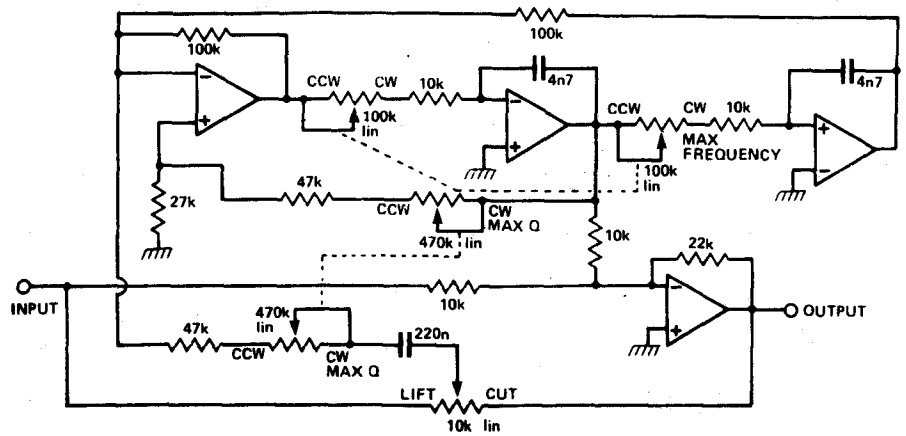 100k
100k
4n7
4n7
CCW CW 10k
CCW CW 10k
100k
lin
MAX
FREQUENCY
100k
lin
27k
47k
CCW
CW
MAX Q
470k lin
10k
22k
INPUT
10k
OUTPUT
470k
lin
47k
CCW
CW
MAX Q
220n
LIFT CUT
10k lin